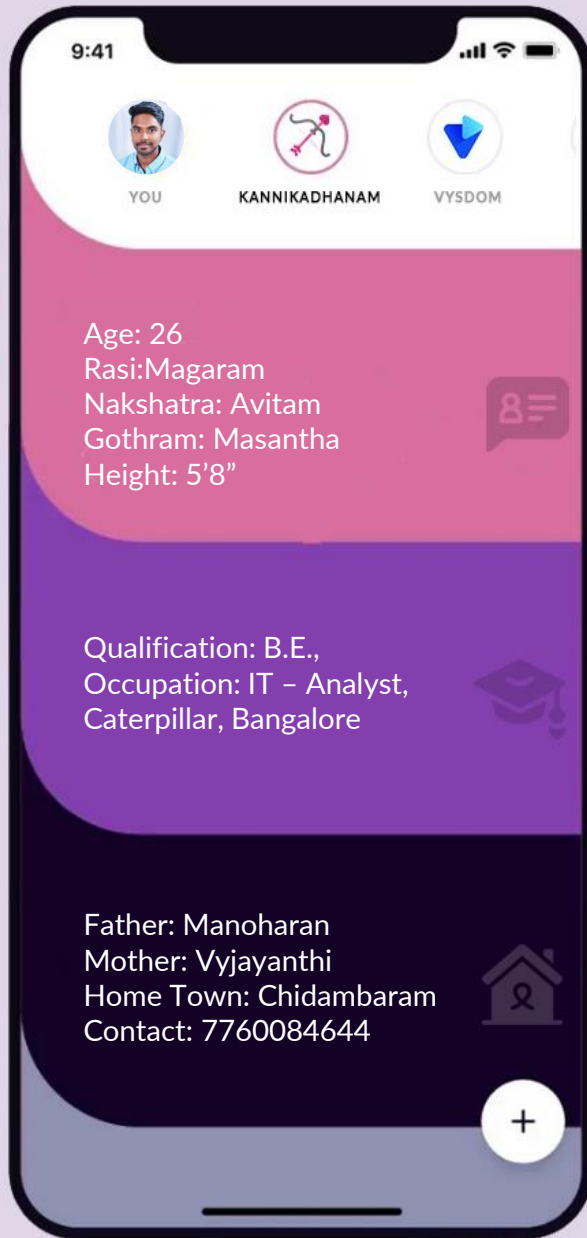 9:41
YOU
KANNIKADHANAM
VYSDOM
Age: 26
Rasi:Magaram
Nakshatra: Avitam
Gothram: Masantha
Height: 5’8”
Qualification: B.E.,
Occupation: IT – Analyst,
Caterpillar, Bangalore
Father: Manoharan
Mother: Vyjayanthi
Home Town: Chidambaram
Contact: 7760084644
+